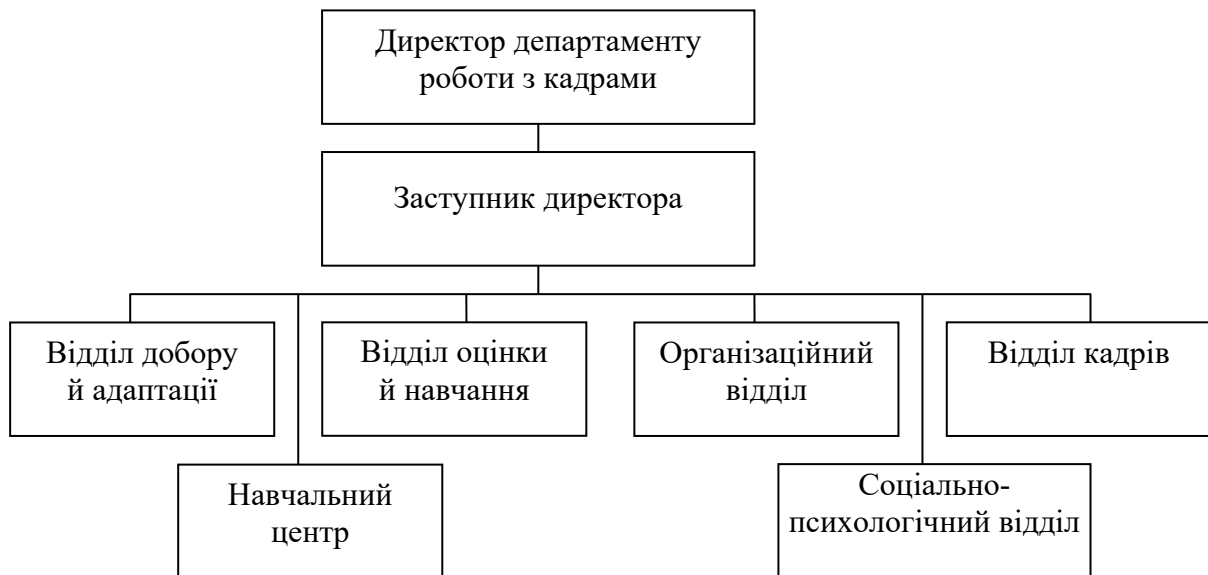 Директор департаменту
роботи з кадрами
Заступник директора
Відділ добору
й адаптації
Відділ оцінки
й навчання
Організаційний
відділ
Відділ кадрів
Навчальний
центр
Соціально-
психологічний відділ